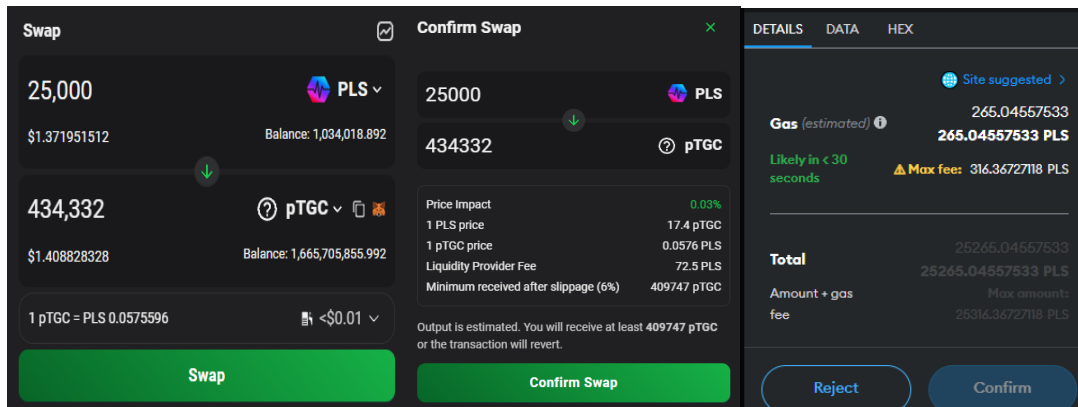 Swap
25,000
PLS
$1.371951512
Balance: 1,034,018.892
434,332
pTGC
$1.408828328
Balance: 1,665,705,855.992
1 pTGC = PLS 0.0575596
<$0.01
Swap
Confirm Swap
25000
PLS
434332
pTGC
Price Impact
0.03%
1 PLS price
17.4 pTGC
1 pTGC price
0.0576 PLS
Liquidity Provider Fee
72.5 PLS
Minimum received after slippage (6%)
409747 pTGC
Output is estimated. You will receive at least 409747 pTGC
or the transaction will revert.
Confirm Swap
DETAILS
DATA
HEX
Site suggested >
Gas (estimated)
265.04557533
265.04557533 PLS
Likely in < 30
seconds
Max fee: 316.36727118 PLS
Total
25265.04557533
25265.04557533 PLS
Amount + gas
fee
Max amount:
25316.36727118 PLS
Reject
Confirm